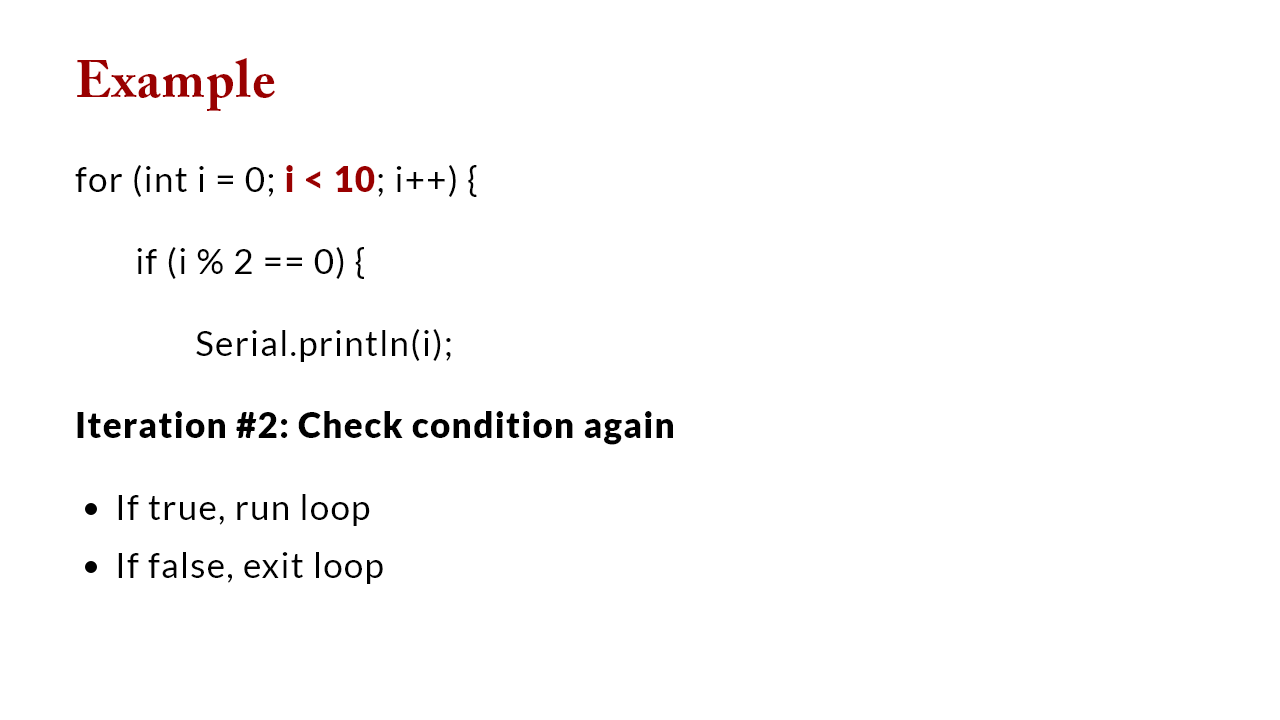 Example
for (int i = 0; i < 10; i++) {
if (i % 2 == 0) {
Serial.println(i);
Iteration #2: Check condition again
• If true, run loop
• If false, exit loop